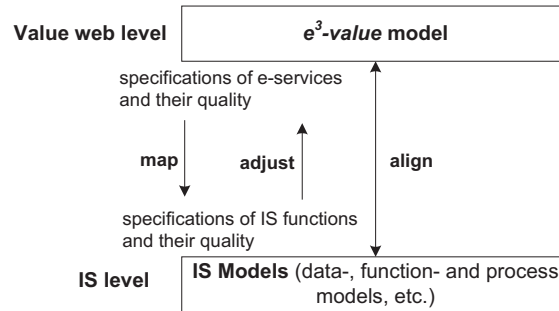 Value web level
e³-value model
specifications of e-services
and their quality
map
adjust
align
specifications of IS functions
and their quality
IS level
IS Models (data-, function- and process
models, etc.)